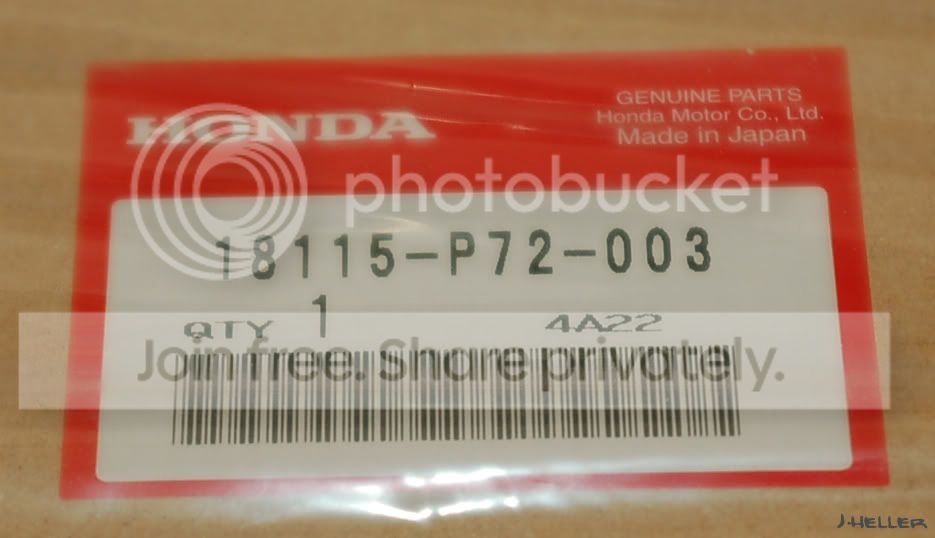 GENUINE PARTS
HONDA
Honda Motor Co., Ltd.
Made in Japan
photobucket
18115-P72-003
QTY 1
4A22
Join free. Share privately.
J-HELLER